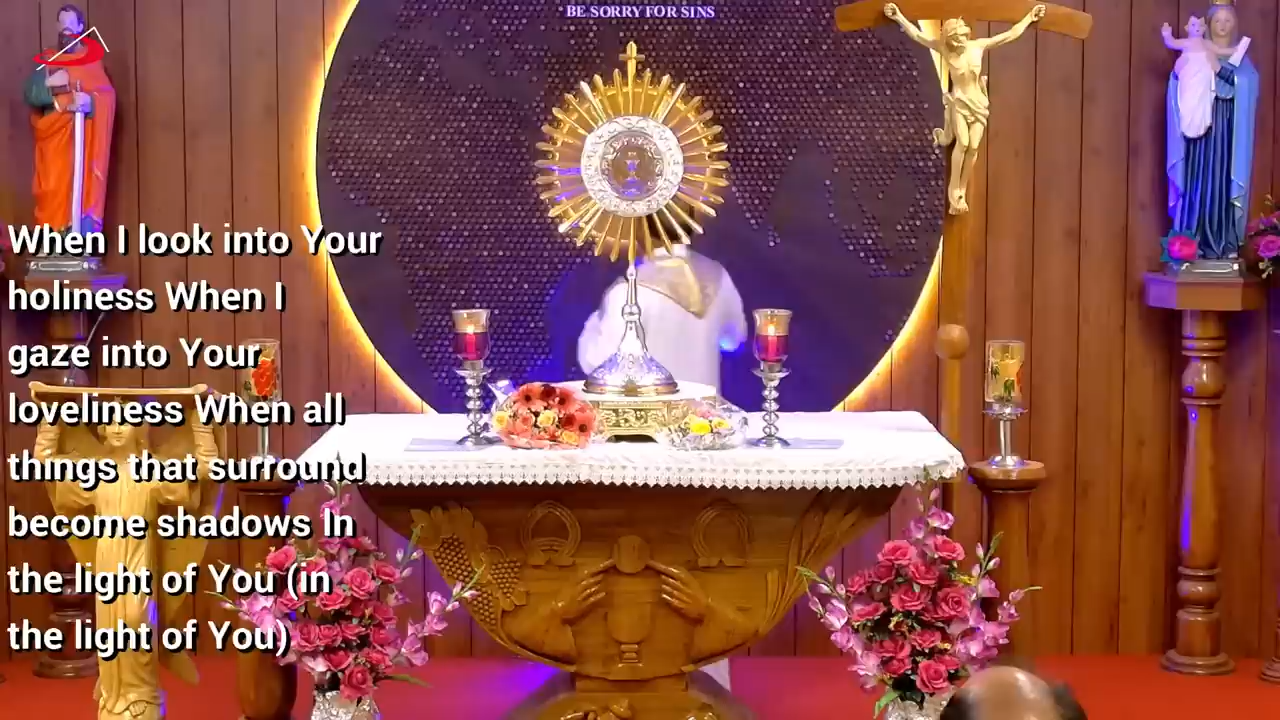 BE SORRY FOR SINS
When I look into Your
holiness When I
gaze into Your
loveliness When all
things that surround
become shadows In
the light of You (in
the light of You)